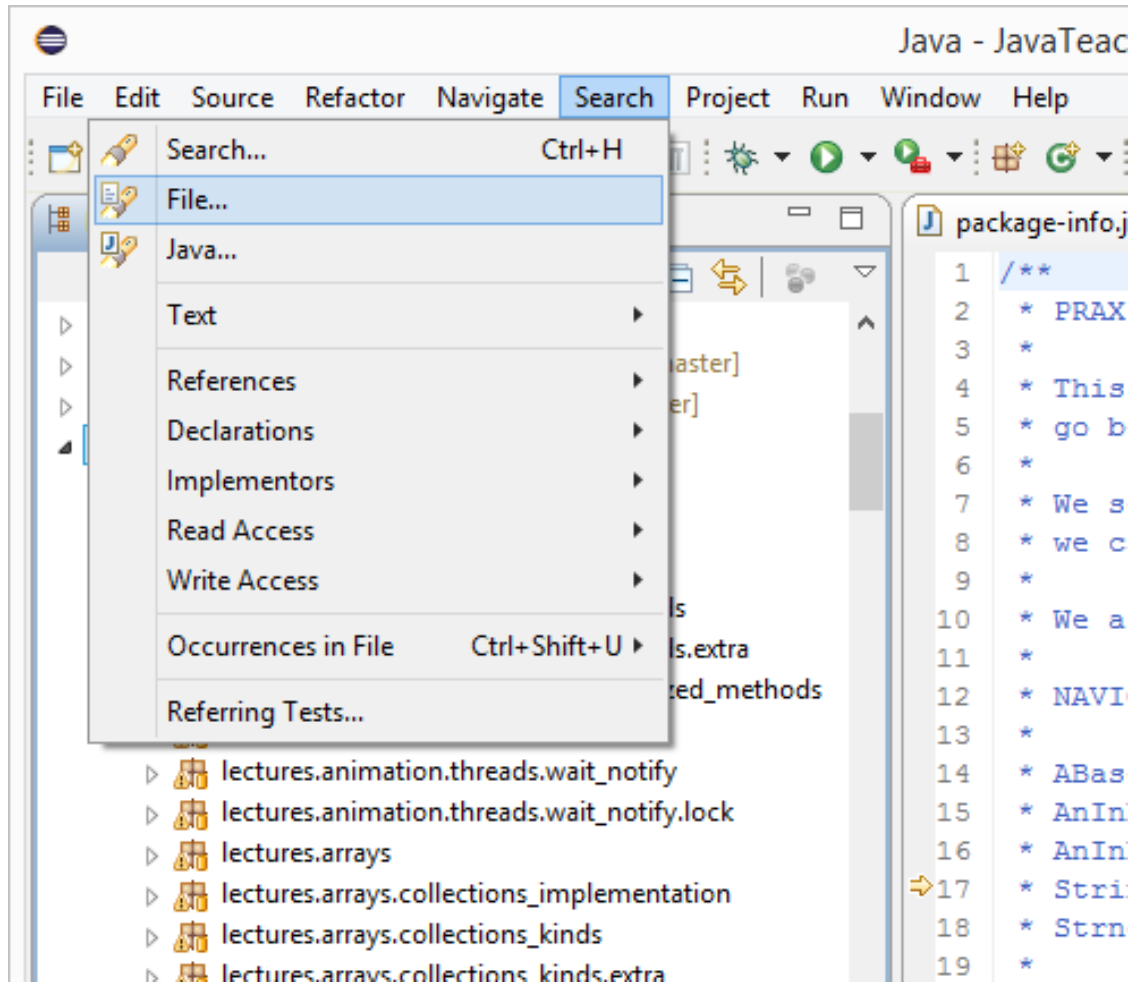 Java - JavaTeac
File Edit Source Refactor Navigate Search Project Run Window Help
Search... Ctrl+H
File...
Java...
Text
References
Declarations
Implementors
Read Access
Write Access
Occurrences in File Ctrl+Shift+U
Referring Tests...
aster]
er]
ls
ls.extra
zed_methods
lectures.animation.threads.wait_notify
lectures.animation.threads.wait_notify.lock
lectures.arrays
lectures.arrays.collections_implementation
lectures.arrays.collections_kinds
lectures.arrays.collections_kinds.extra
package-info.j
1 /**
2 * PRAX
3 *
4 * This
5 * go b
6 *
7 * We s
8 * we c
9 *
10 * We a
11 *
12 * NAVI
13 *
14 * ABas
15 * AnIn
16 * AnIn
17 * Stri
18 * Strn
19 *